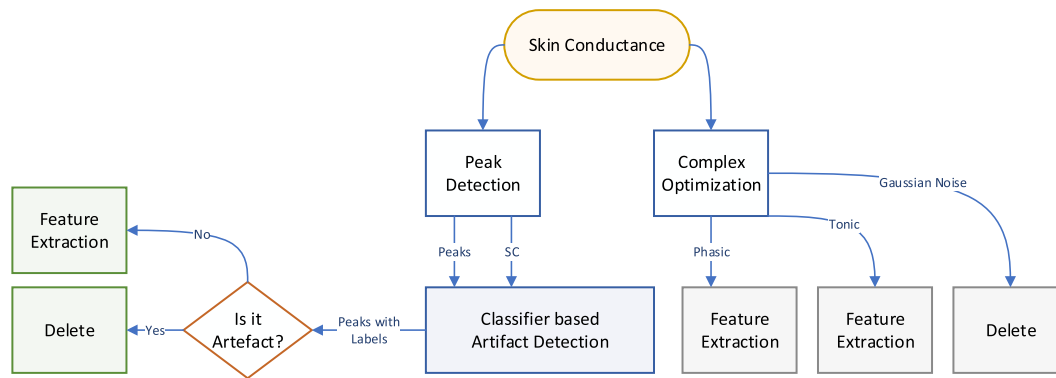 Skin Conductance
Peak
Detection
Complex
Optimization
Gaussian Noise
Feature
Extraction
No
Peaks
SC
Phasic
Tonic
Delete
Yes
Is it
Artefact?
Peaks with
Labels
Classifier based
Artifact Detection
Feature
Extraction
Feature
Extraction
Delete